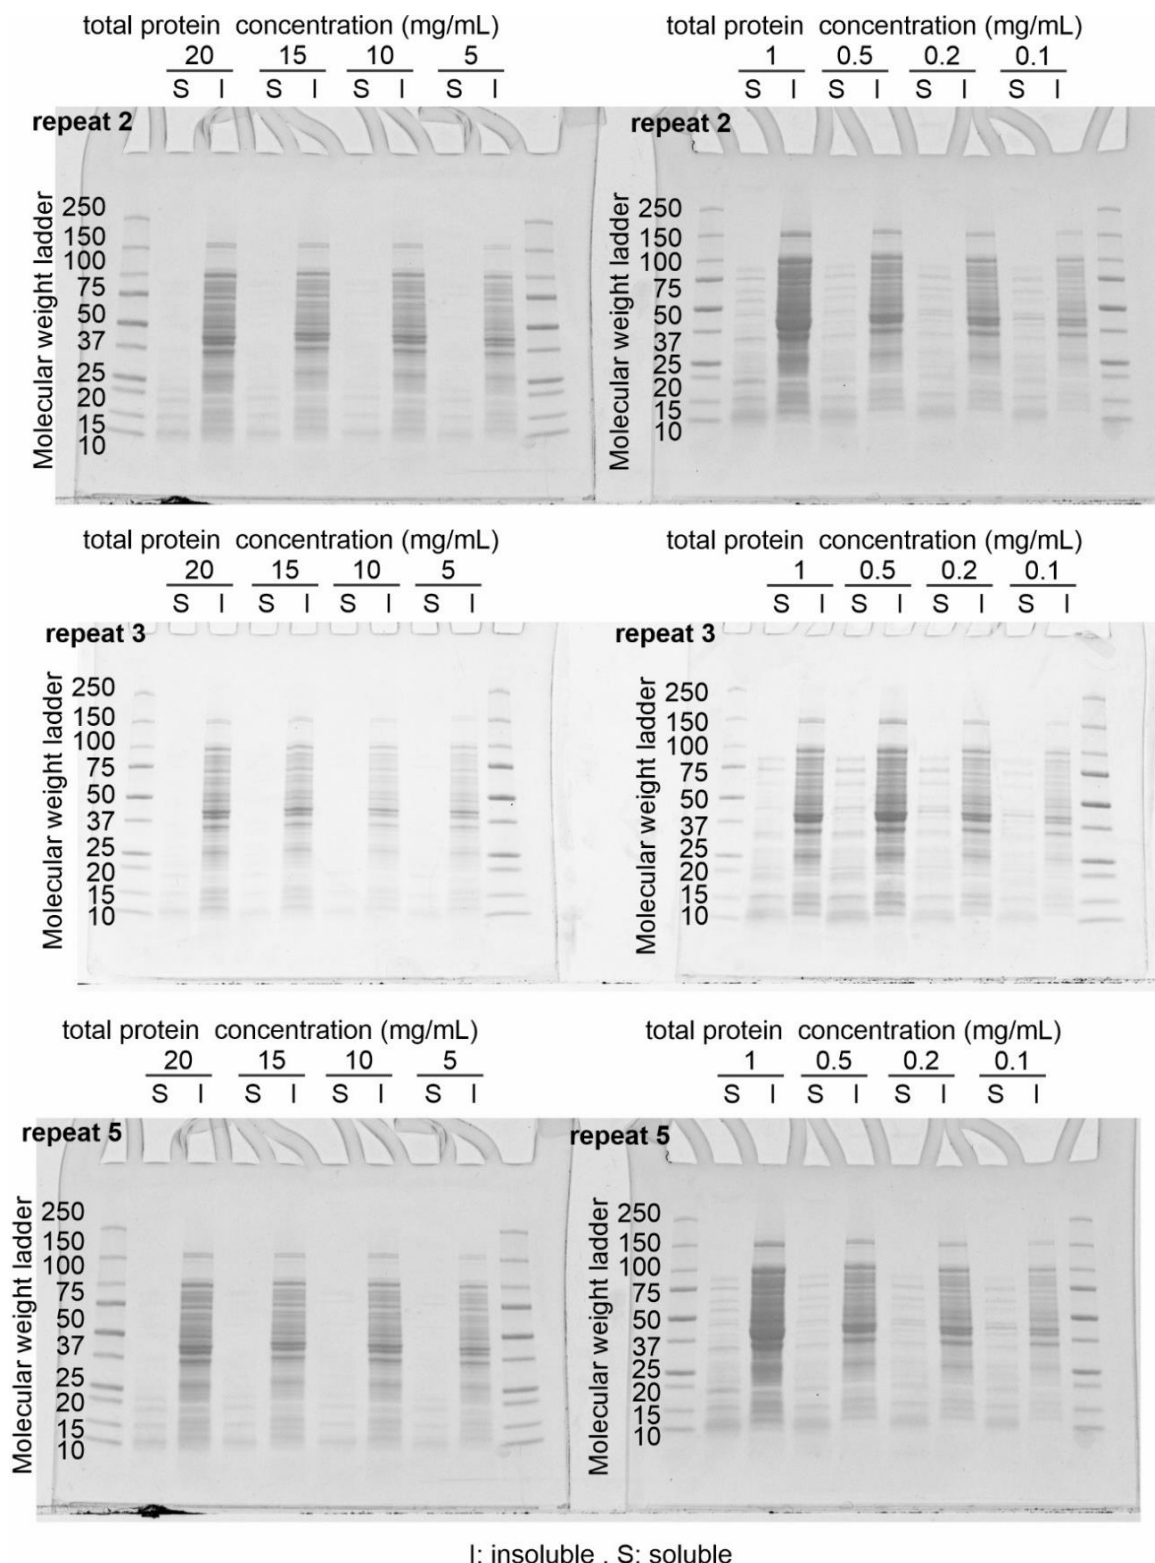 total protein concentration (mg/mL)
20 15 10 5
S I S I S I S I
repeat 2
Molecular weight ladder
250
150
100
75
50
37
25
20
15
10
total protein concentration (mg/mL)
1 0.5 0.2 0.1
S I S I S I S I
repeat 2
Molecular weight ladder
250
150
100
75
50
37
25
20
15
10
total protein concentration (mg/mL)
20 15 10 5
S I S I S I S I
repeat 3
Molecular weight ladder
250
150
100
75
50
37
25
20
15
10
total protein concentration (mg/mL)
1 0.5 0.2 0.1
S I S I S I S I
repeat 3
Molecular weight ladder
250
150
100
75
50
37
25
20
15
10
total protein concentration (mg/mL)
20 15 10 5
S I S I S I S I
repeat 5
Molecular weight ladder
250
150
100
75
50
37
25
20
15
10
total protein concentration (mg/mL)
1 0.5 0.2 0.1
S I S I S I S I
repeat 5
Molecular weight ladder
250
150
100
75
50
37
25
20
15
10
I: insoluble , S: soluble